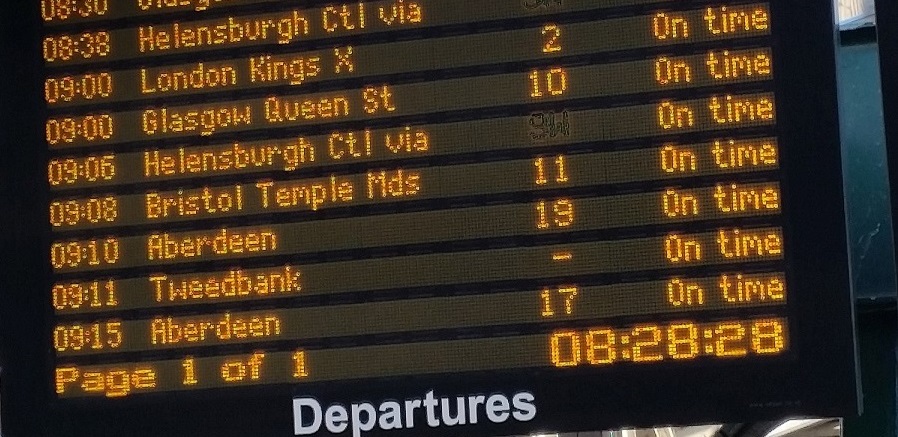 08:30
08:38 Helensburgh Ctl via
09:00 London Kings X 2 On time
09:00 Glasgow Queen St 10 On time
09:06 Helensburgh Ctl via On time
09:08 Bristol Temple Mds 11 On time
09:10 Aberdeen 19 On time
09:11 Tweedbank - On time
09:15 Aberdeen 17 On time
Page 1 of 1 08:28:28
Departures